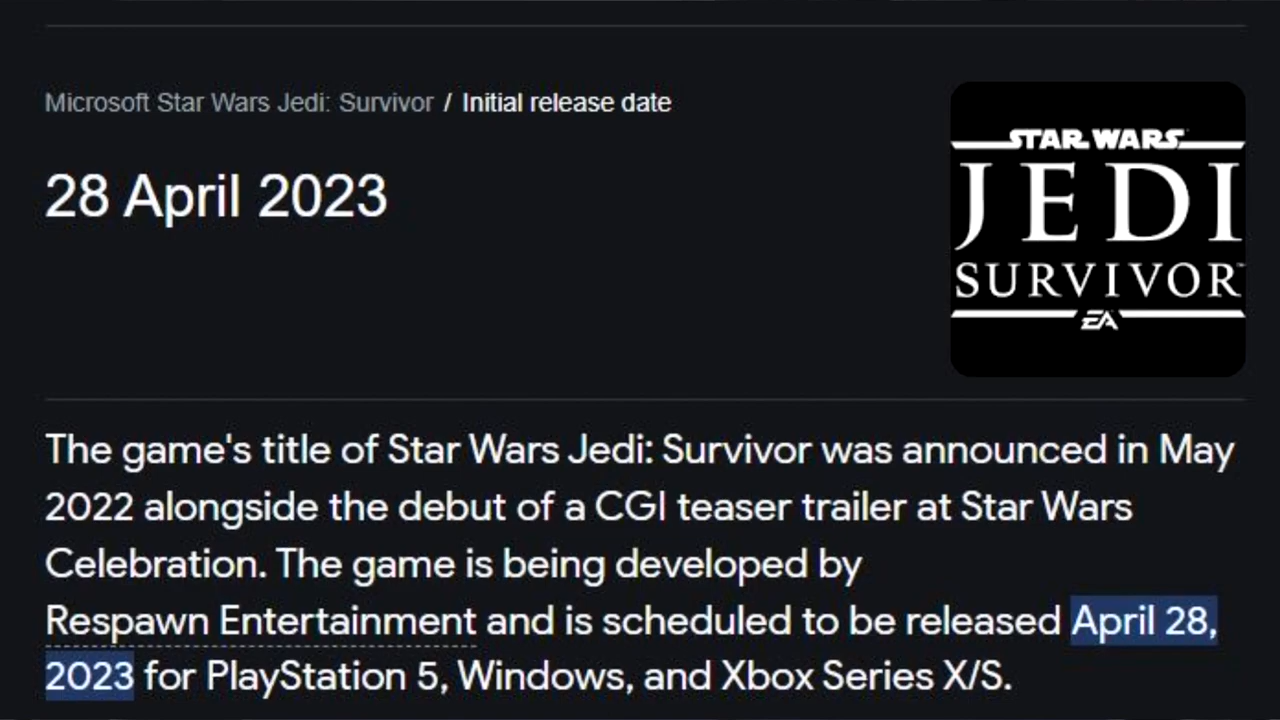 Microsoft Star Wars Jedi: Survivor / Initial release date
28 April 2023
STAR WARS
JEDI
SURVIVOR
EA
The game's title of Star Wars Jedi: Survivor was announced in May
2022 alongside the debut of a CGI teaser trailer at Star Wars
Celebration. The game is being developed by
Respawn Entertainment and is scheduled to be released April 28,
2023 for PlayStation 5, Windows, and Xbox Series X/S.